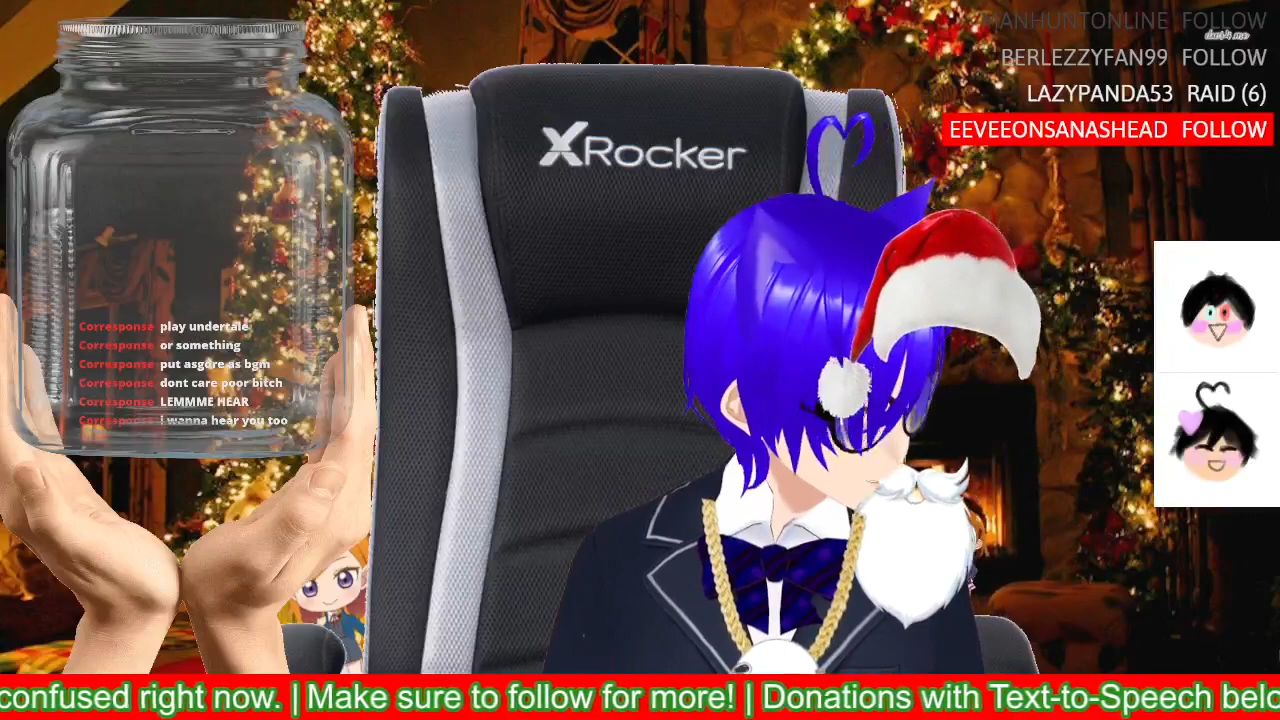 FOLLOW
BERLEZZYFAN99 FOLLOW
LAZYPANDA53 RAID (6)
EEVEEONSANASHEAD FOLLOW
XRocker
Corresponse play undertale
Corresponse or something
Corresponse put asgore as bgm
Corresponse dont care poor bitch
Corresponse LEMMME HEAR
Corresponse I wanna hear you too
confused right now. | Make sure to follow for more! | Donations with Text-to-Speech belo